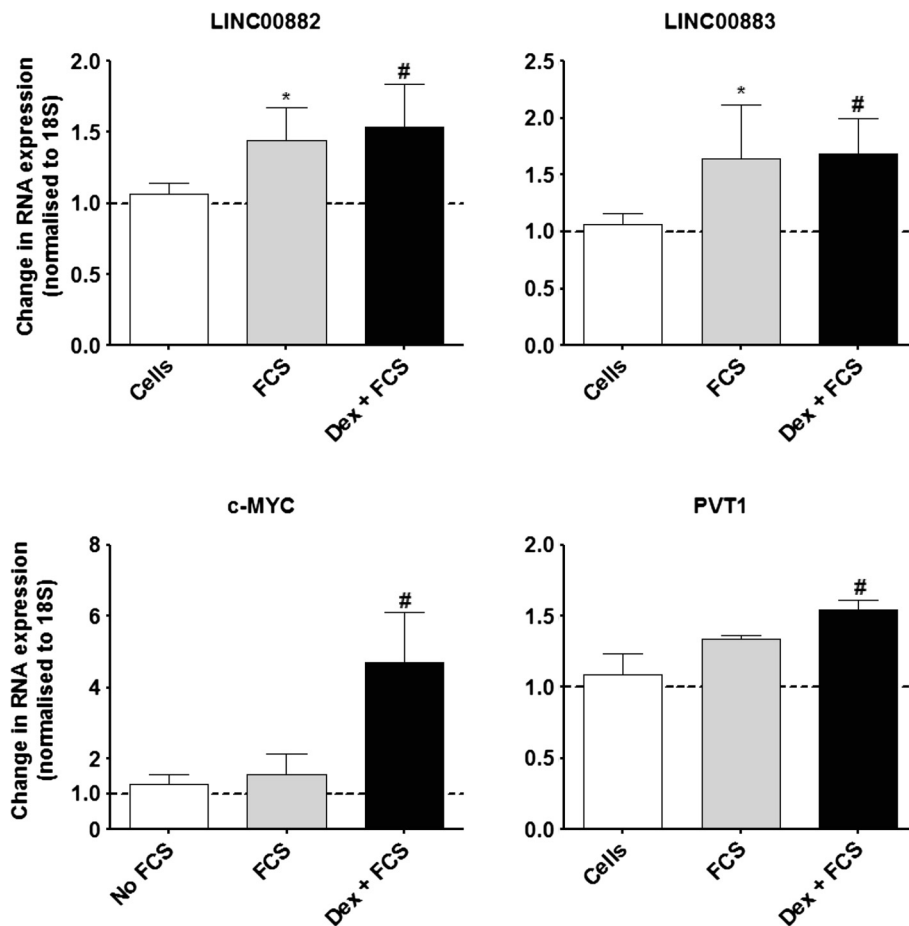 LINC00882
Change in RNA expression
(normalised to 18S)
2.0
1.5
1.0
0.5
0.0
*
#
Cells
FCS
Dex + FCS
LINC00883
2.5
2.0
1.5
1.0
0.5
0.0
*
#
Cells
FCS
Dex + FCS
c-MYC
Change in RNA expression
(normalised to 18S)
8
6
4
2
1.0
0
#
No FCS
FCS
Dex + FCS
PVT1
2.0
1.5
1.0
0.5
0.0
#
Cells
FCS
Dex + FCS